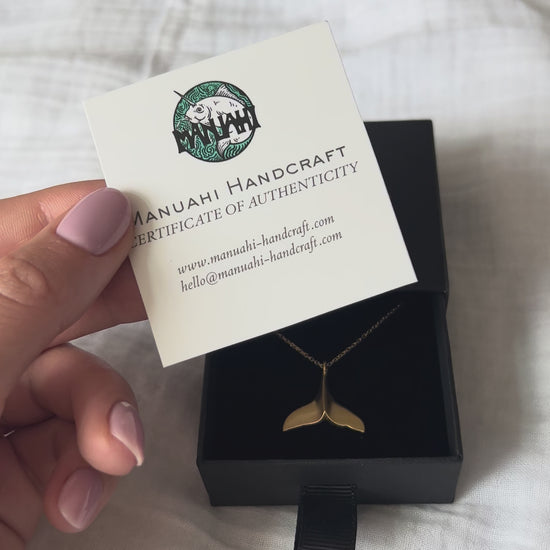 MANUAHI
MANUAHI HANDCRAFT
CERTIFICATE OF AUTHENTICITY
www.manuahi-handcraft.com
hello@manuahi-handcraft.com